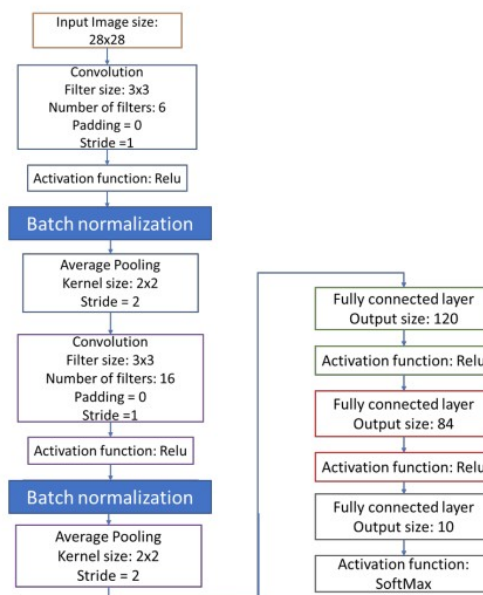 Input Image size:
28x28
Convolution
Filter size: 3x3
Number of filters: 6
Padding = 0
Stride =1
Activation function: Relu
Batch normalization
Average Pooling
Kernel size: 2x2
Stride = 2
Convolution
Filter size: 3x3
Number of filters: 16
Padding = 0
Stride =1
Activation function: Relu
Batch normalization
Average Pooling
Kernel size: 2x2
Stride = 2
Fully connected layer
Output size: 120
Activation function: Relu
Fully connected layer
Output size: 84
Activation function: Relu
Fully connected layer
Output size: 10
Activation function:
SoftMax